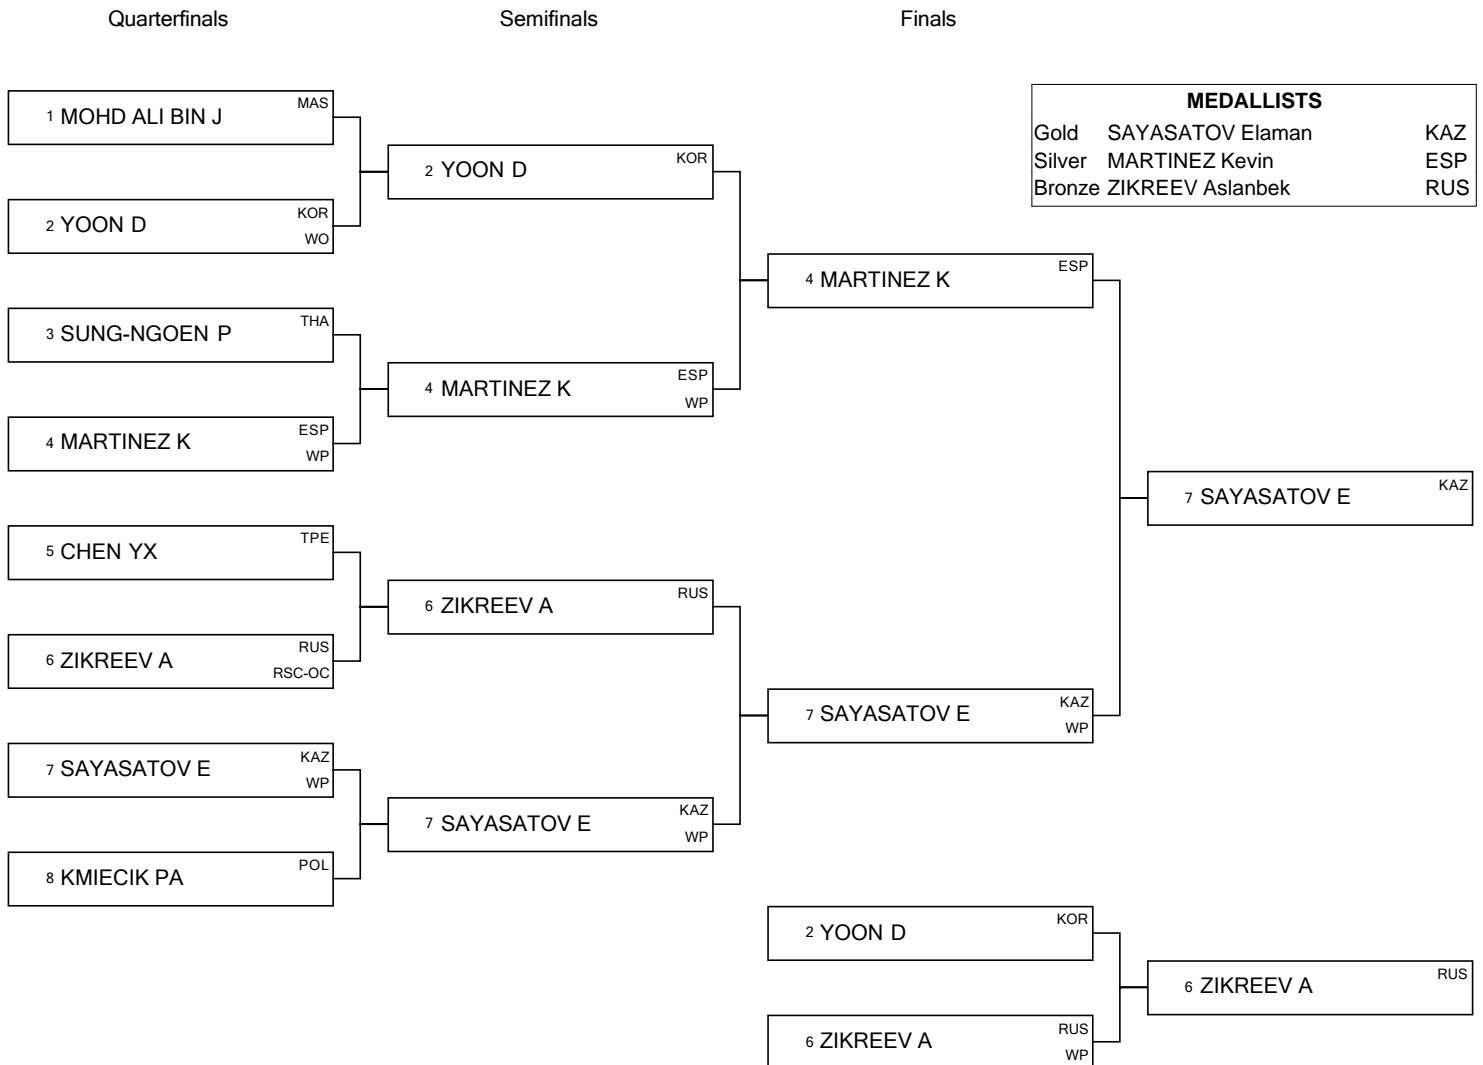 Quarterfinals Semifinals Finals
MEDALLISTS
Gold SAYASATOV Elaman KAZ
Silver MARTINEZ Kevin ESP
Bronze ZIKREEV Aslanbek RUS
1 MOHD ALI BIN J MAS
2 YOON D KOR
WO
3 SUNG-NGOEN P THA
4 MARTINEZ K ESP
WP
5 CHEN YX TPE
6 ZIKREEV A RUS
RSC-OC
7 SAYASATOV E KAZ
WP
8 KMIECIK PA POL
2 YOON D KOR
4 MARTINEZ K ESP
WP
6 ZIKREEV A RUS
7 SAYASATOV E KAZ
WP
4 MARTINEZ K ESP
7 SAYASATOV E KAZ
WP
7 SAYASATOV E KAZ
2 YOON D KOR
6 ZIKREEV A RUS
WP
6 ZIKREEV A RUS